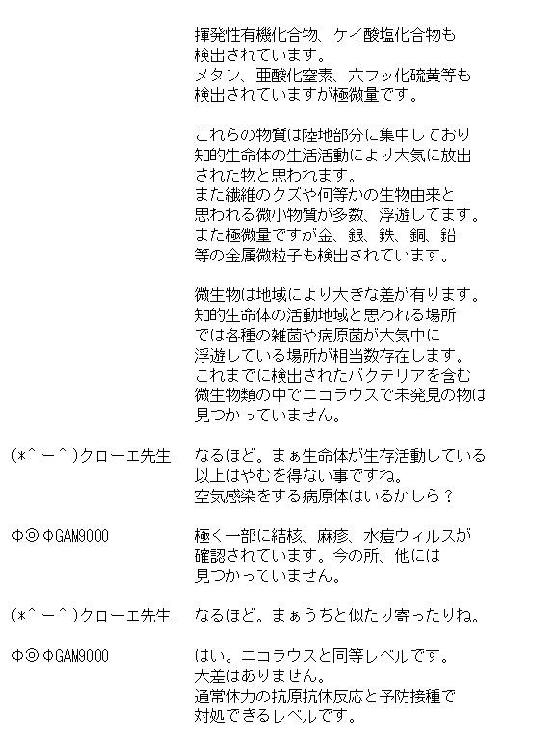 揮発性有機化合物、ケイ酸塩化合物も
検出されています。
メタン、亜酸化窒素、六フッ化硫黄等も
検出されていますが極微量です。
これらの物質は陸地部分に集中しており
知的生命体の生活活動により大気に放出
された物と思われます。
また繊維のクズや何等かの生物由来と
思われる微小物質が多数、浮遊してます。
また極微量ですが金、銀、鉄、銅、鉛
等の金属微粒子も検出されています。
微生物は地域により大きな差が有ります。
知的生命体の活動地域と思われる場所
では各種の雑菌や病原菌が大気中に
浮遊している場所が相当数存在します。
これまでに検出されたバクテリアを含む
微生物類の中でニコラウスで未発見の物は
見つかっていません。
(*＾ー＾)クローエ先生 なるほど。まぁ生命体が生存活動している
以上はやむを得ない事ですね。
空気感染をする病原体はいるかしら？
Φ◎ΦGAM9000 極く一部に結核、麻疹、水痘ウィルスが
確認されています。今の所、他には
見つかっていません。
(*＾ー＾)クローエ先生 なるほど。まぁうちと似たり寄ったりね。
Φ◎ΦGAM9000 はい。ニコラウスと同等レベルです。
大差はありません。
通常体力の抗原抗体反応と予防接種で
対処できるレベルです。